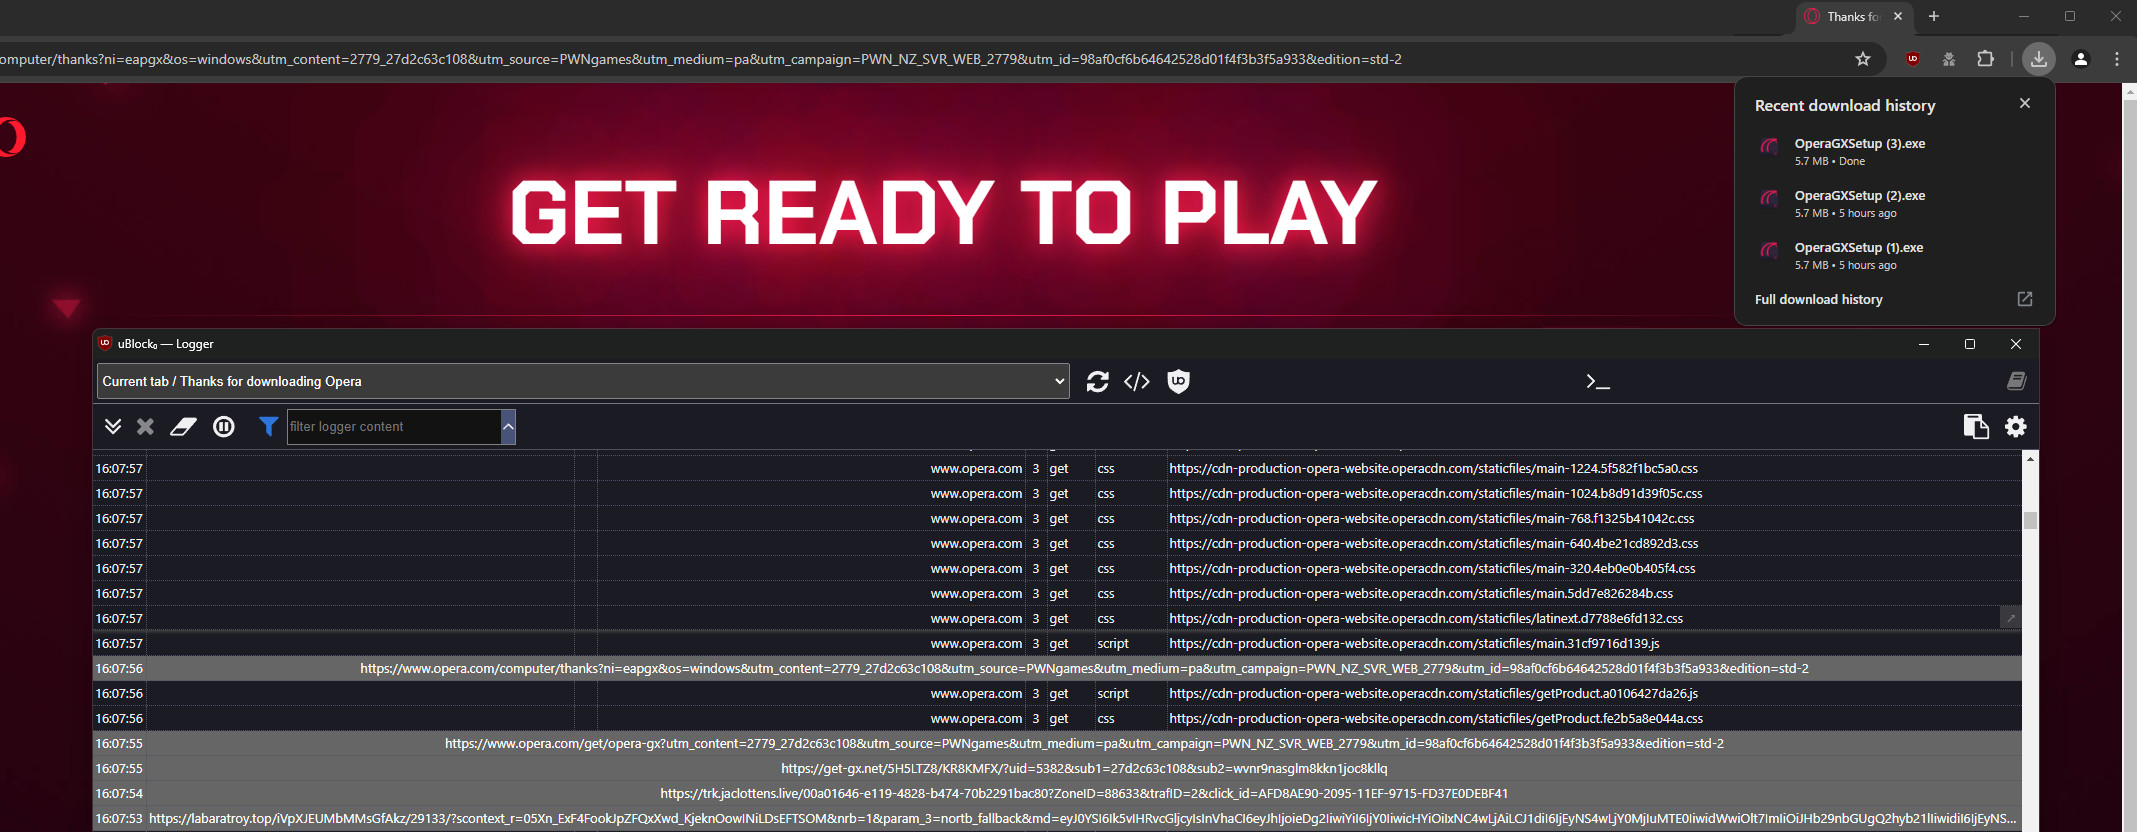 Thanks fo
omputer/thanks?ni=eapgx&os=windows&utm_content=2779_27d2c63c108&utm_source=PWNgames&utm_medium=pa&utm_campaign=PWN_NZ_SVR_WEB_2779&utm_id=98af0cf6b64642528d01f4f3b3f5a933&edition=std-2
Recent download history
OperaGXSetup (3).exe
5.7 MB • Done
OperaGXSetup (2).exe
5.7 MB • 5 hours ago
OperaGXSetup (1).exe
5.7 MB • 5 hours ago
Full download history
GET READY TO PLAY
uBlock₀ — Logger
Current tab / Thanks for downloading Opera
filter logger content
16:07:57 www.opera.com 3 get css https://cdn-production-opera-website.operacdn.com/staticfiles/main-1224.5f582f1bc5a0.css
16:07:57 www.opera.com 3 get css https://cdn-production-opera-website.operacdn.com/staticfiles/main-1024.b8d91d39f05c.css
16:07:57 www.opera.com 3 get css https://cdn-production-opera-website.operacdn.com/staticfiles/main-768.f1325b41042c.css
16:07:57 www.opera.com 3 get css https://cdn-production-opera-website.operacdn.com/staticfiles/main-640.4be21cd892d3.css
16:07:57 www.opera.com 3 get css https://cdn-production-opera-website.operacdn.com/staticfiles/main-320.4eb0e0b405f4.css
16:07:57 www.opera.com 3 get css https://cdn-production-opera-website.operacdn.com/staticfiles/main.5dd7e826284b.css
16:07:57 www.opera.com 3 get css https://cdn-production-opera-website.operacdn.com/staticfiles/latinext.d7788e6fd132.css
16:07:57 www.opera.com 3 get script https://cdn-production-opera-website.operacdn.com/staticfiles/main.31cf9716d139.js
16:07:56 https://www.opera.com/computer/thanks?ni=eapgx&os=windows&utm_content=2779_27d2c63c108&utm_source=PWNgames&utm_medium=pa&utm_campaign=PWN_NZ_SVR_WEB_2779&utm_id=98af0cf6b64642528d01f4f3b3f5a933&edition=std-2
16:07:56 www.opera.com 3 get script https://cdn-production-opera-website.operacdn.com/staticfiles/getProduct.a0106427da26.js
16:07:56 www.opera.com 3 get css https://cdn-production-opera-website.operacdn.com/staticfiles/getProduct.fe2b5a8e044a.css
16:07:55 https://www.opera.com/get/opera-gx?utm_content=2779_27d2c63c108&utm_source=PWNgames&utm_medium=pa&utm_campaign=PWN_NZ_SVR_WEB_2779&utm_id=98af0cf6b64642528d01f4f3b3f5a933&edition=std-2
16:07:55 https://get-gx.net/5H5LTZ8/KR8KMFX/?uid=5382&sub1=27d2c63c108&sub2=wvnr9nasglm8kkn1joc8kllq
16:07:54 https://trk.jaclottens.live/00a01646-e119-4828-b474-70b2291bac80?ZoneID=88633&trafID=2&click_id=AFD8AE90-2095-11EF-9715-FD37E0DEBF41
16:07:53 https://labaratroy.top/iVpXJEUMbMMsGfAkz/29133/?scontext_r=05Xn_ExF4FookJpZFQxXwd_KjeknOowINiLDsEFTSOM&nrb=1&param_3=nortb_fallback&md=